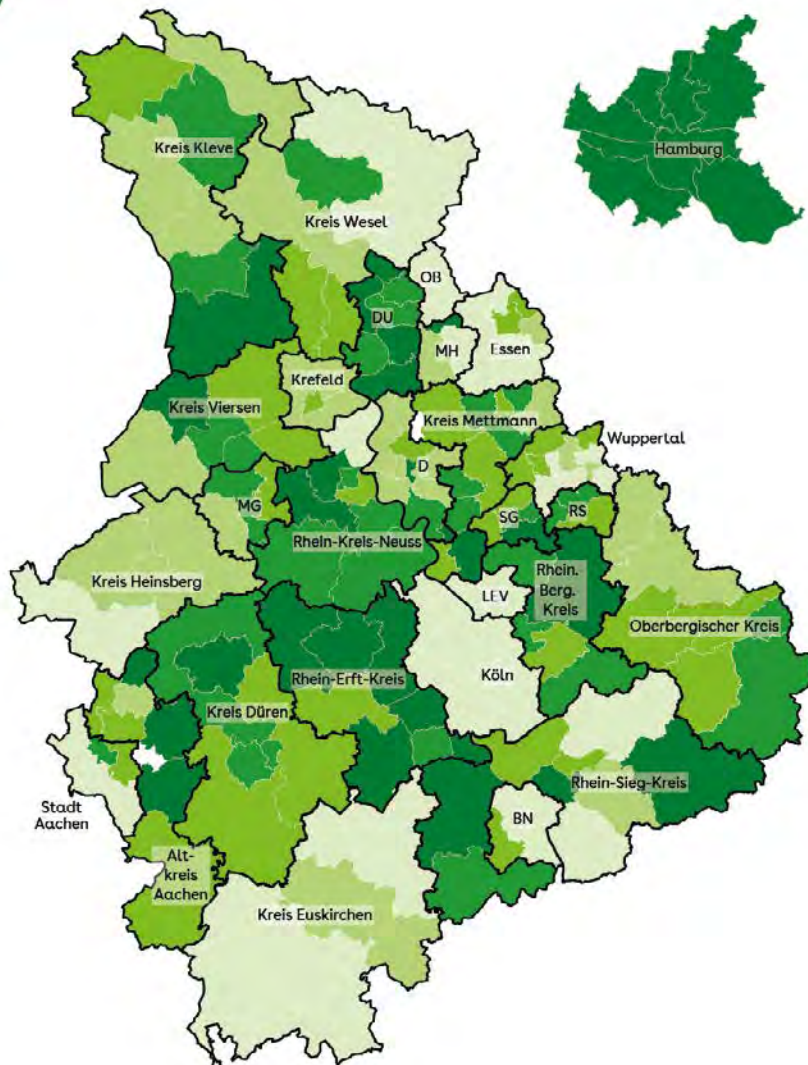 Hamburg
Kreis Kleve
Kreis Wesel
OB
DU
MH
Essen
Krefeld
Kreis Viersen
Kreis Mettmann
Wuppertal
D
MG
SG
RS
Rhein-Kreis-Neuss
Kreis Heinsberg
LEV
Rhein.
Berg.
Kreis
Oberbergischer Kreis
Köln
Rhein-Erft-Kreis
Kreis Düren
Rhein-Sieg-Kreis
Stadt
Aachen
BN
Alt-
kreis
Aachen
Kreis Euskirchen